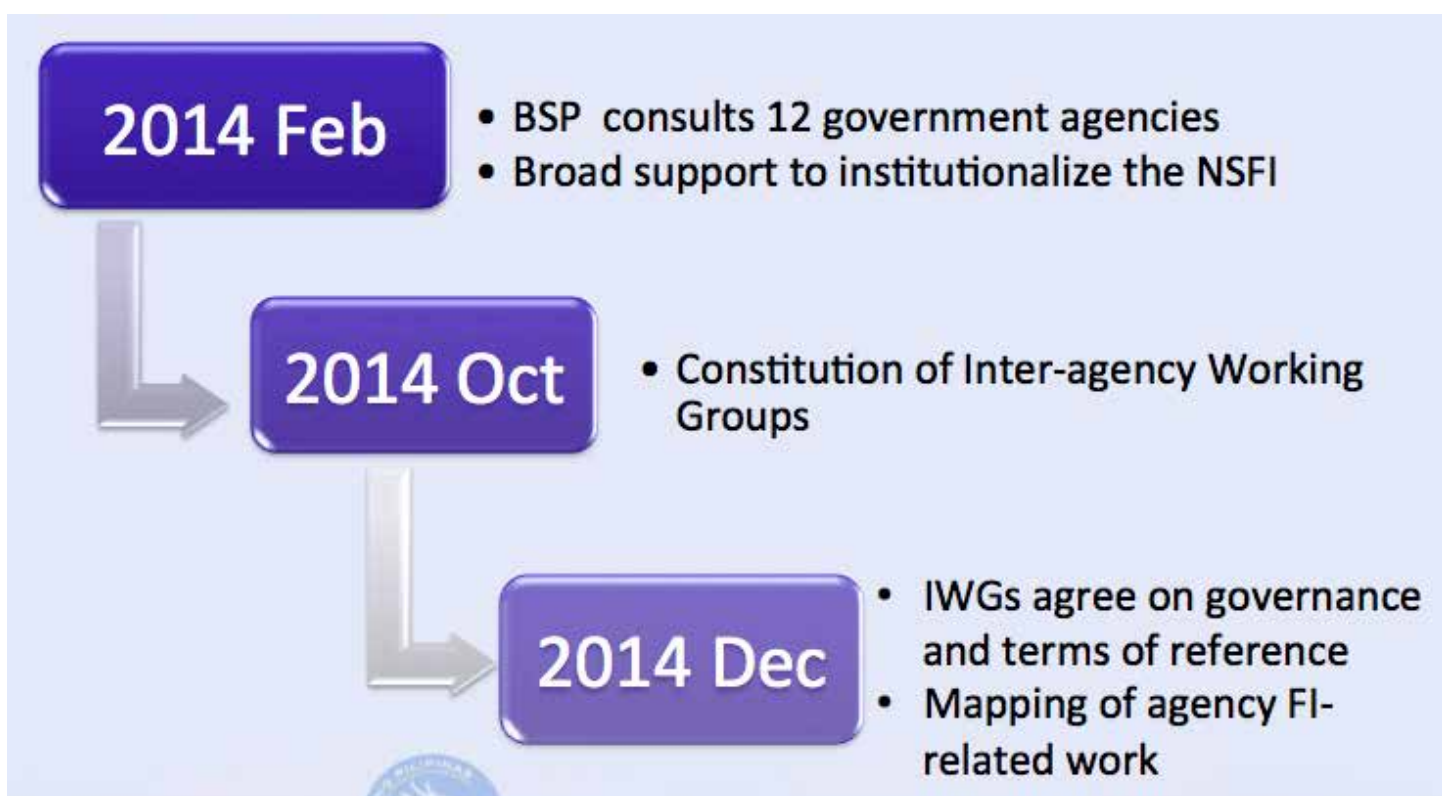 2014 Feb
• BSP consults 12 government agencies
• Broad support to institutionalize the NSFI
2014 Oct
• Constitution of Inter-agency Working
Groups
2014 Dec
• IWGs agree on governance
and terms of reference
• Mapping of agency FI-
related work
PILIPINAS